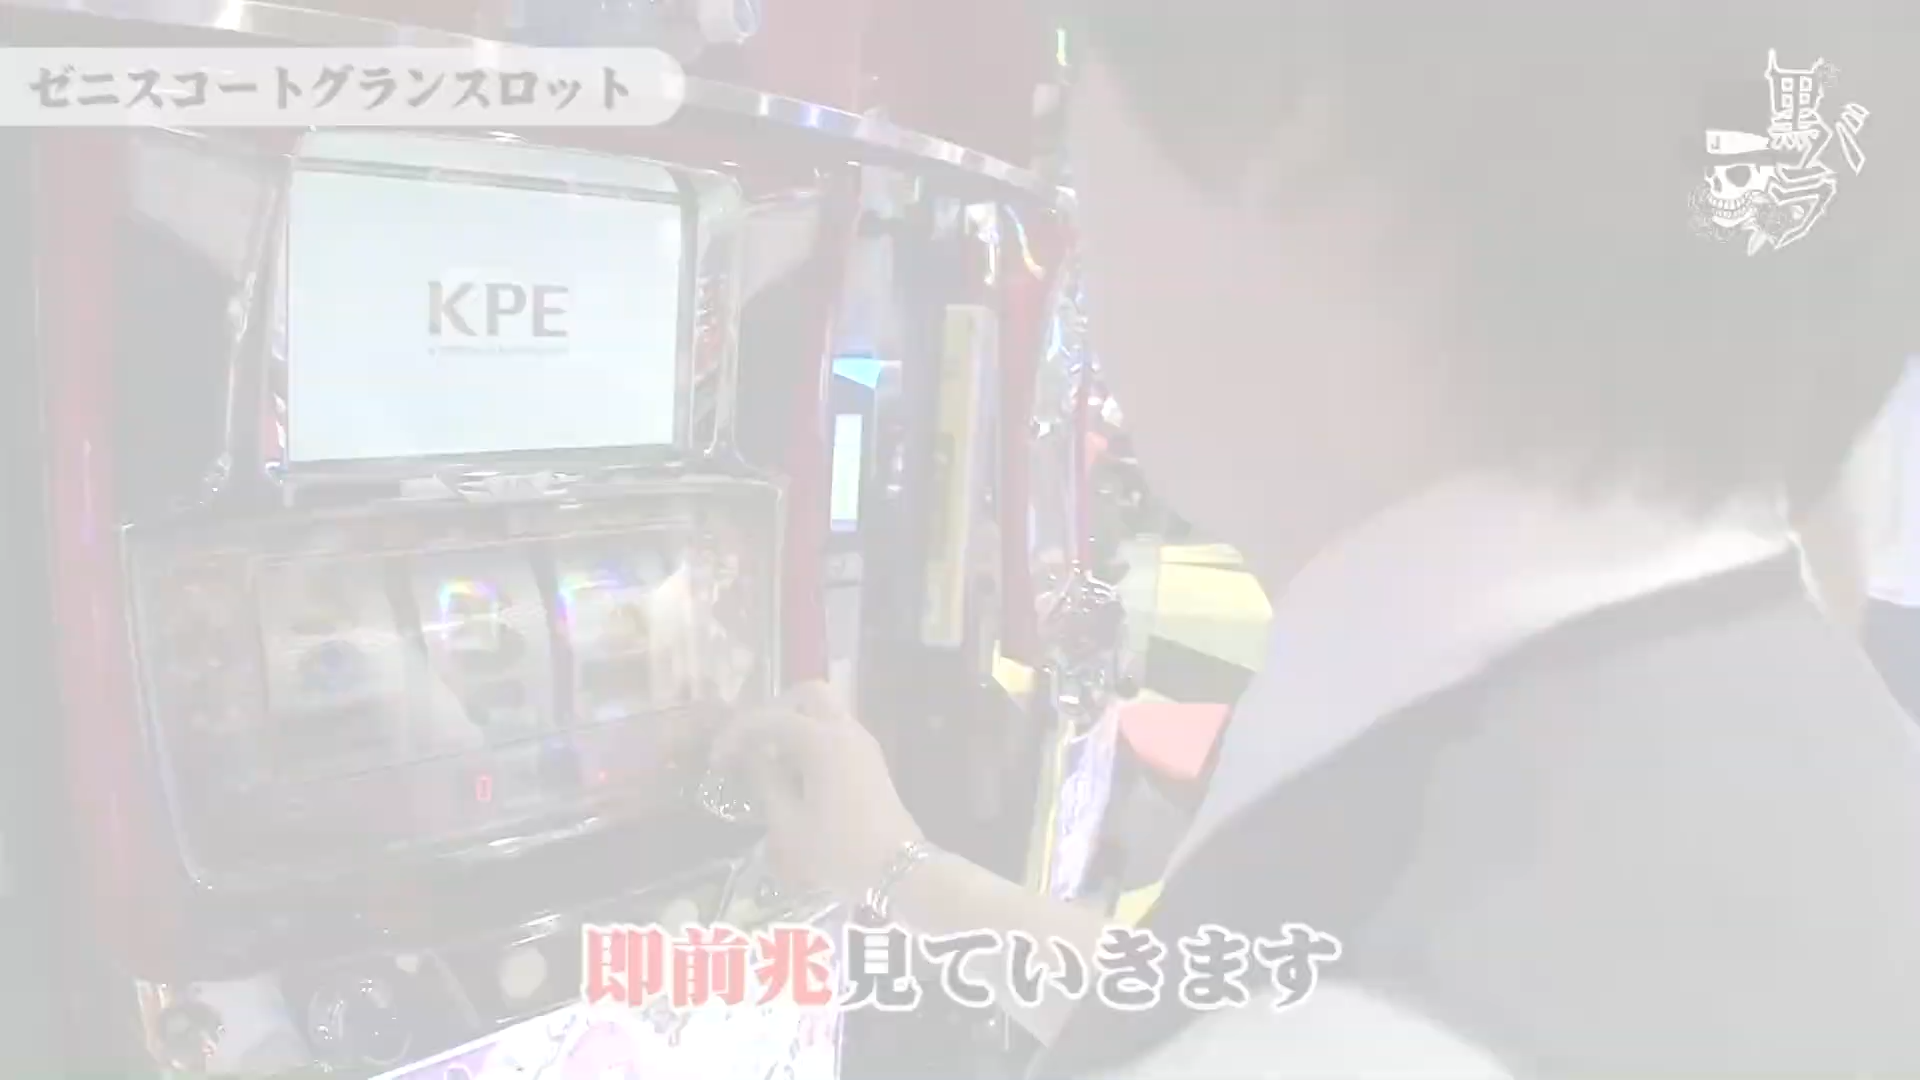 ゼニスコートグランスロット
黒バラ
KPE
即前兆見ていきます